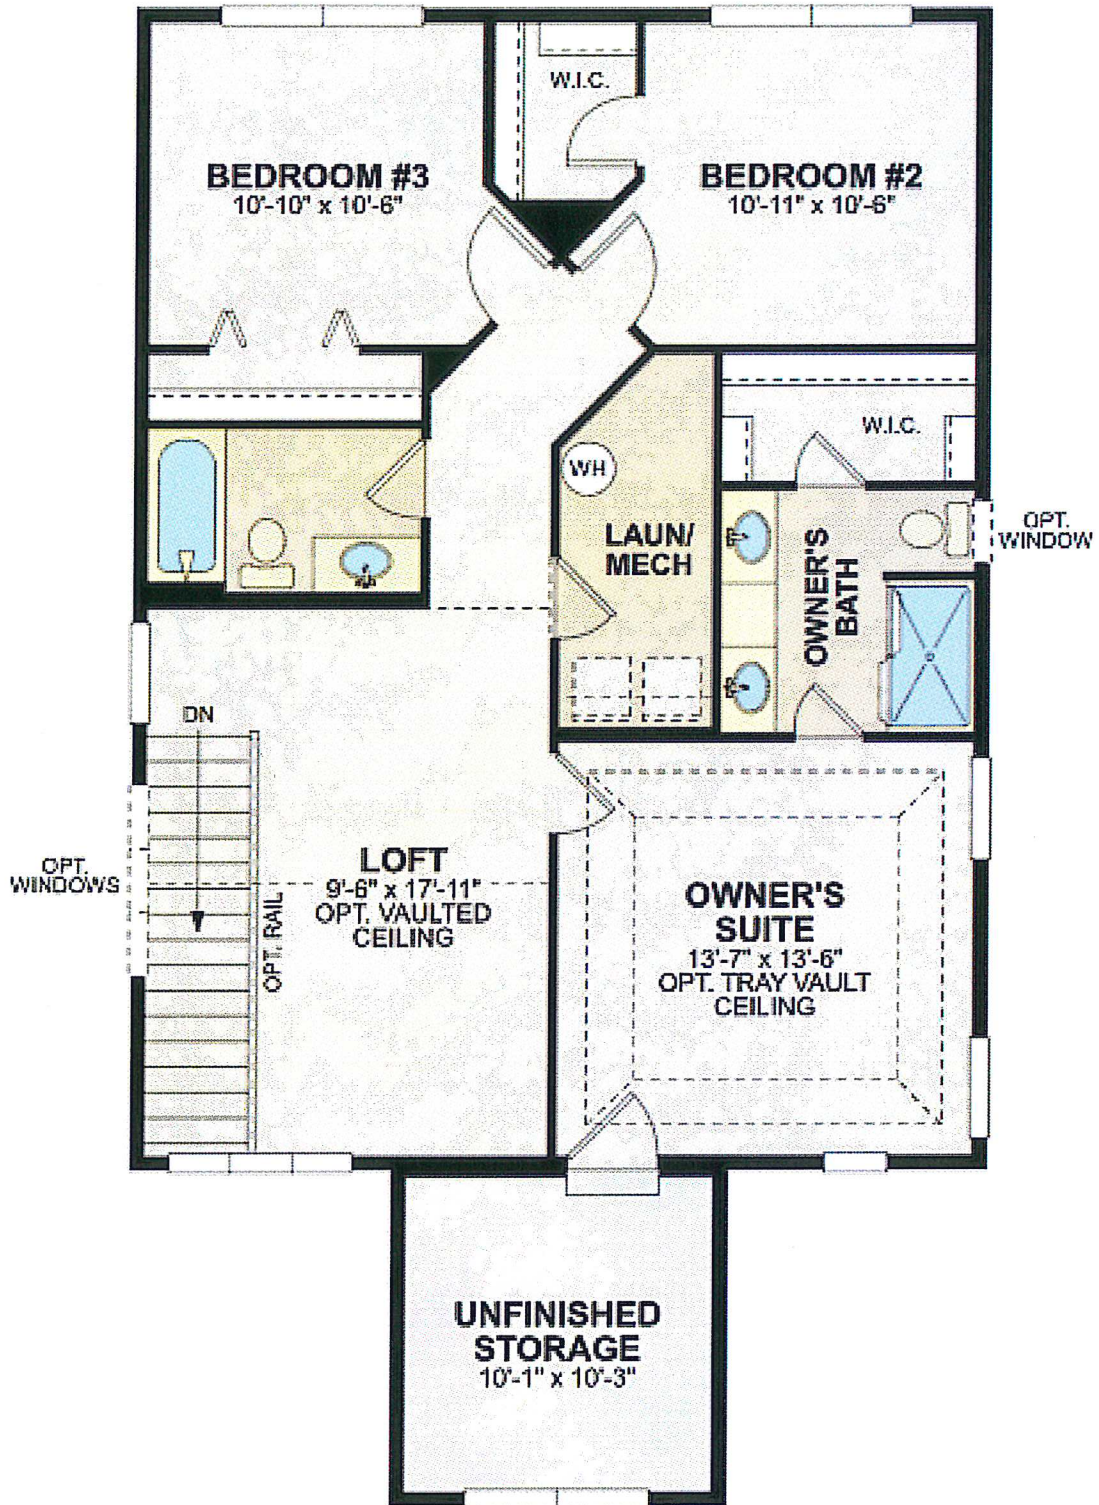 W.I.C.
BEDROOM #3
10'-10" x 10'-6"
BEDROOM #2
10'-11" x 10'-6"
W.I.C.
WH
LAUN/
MECH
OWNER'S
BATH
OPT.
WINDOW
DN
OPT.
WINDOWS
OPT. RAIL
LOFT
9'-6" x 17'-11"
OPT. VAULTED
CEILING
OWNER'S
SUITE
13'-7" x 13'-6"
OPT. TRAY VAULT
CEILING
UNFINISHED
STORAGE
10'-1" x 10'-3"